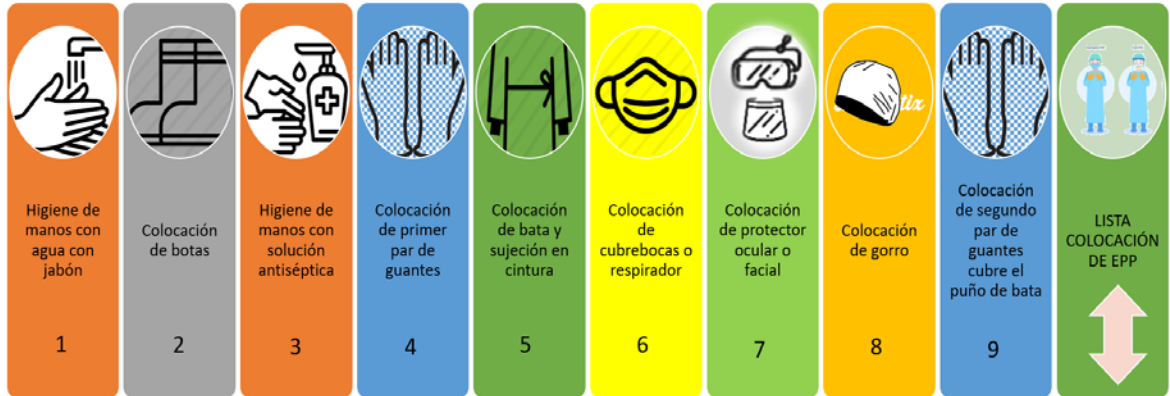 Higiene de
manos con
agua con
jabón
1
Colocación
de botas
2
Higiene de
manos con
solución
antiséptica
3
Colocación
de primer
par de
guantes
4
Colocación
de bata y
sujeción en
cintura
5
Colocación
de
cubrebocas o
respirador
6
Colocación
de protector
ocular o
facial
7
tix
Colocación
de gorro
8
Colocación
de segundo
par de
guantes
cubre el
puño de bata
9
LISTA
COLOCACIÓN
DE EPP